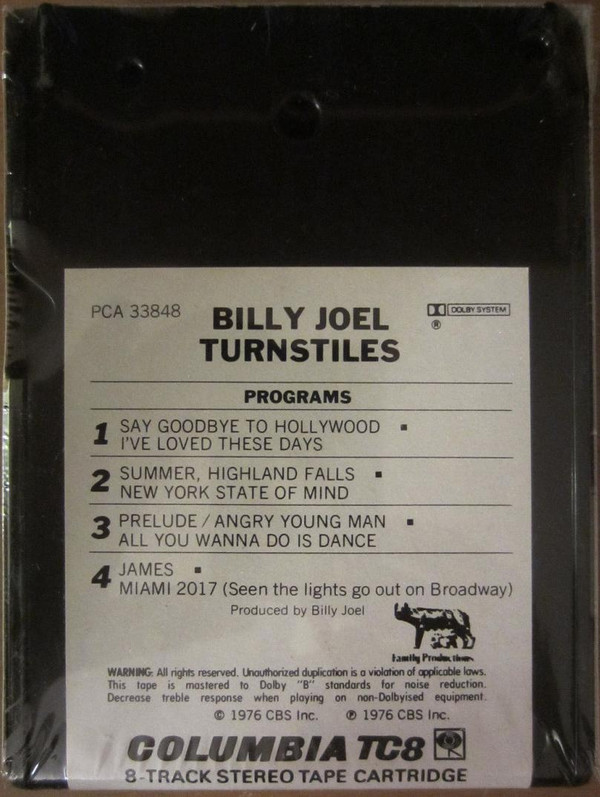 PCA 33848
BILLY JOEL
TURNSTILES
DOLBY SYSTEM
®
PROGRAMS
1 SAY GOODBYE TO HOLLYWOOD ▪
I'VE LOVED THESE DAYS
2 SUMMER, HIGHLAND FALLS ▪
NEW YORK STATE OF MIND
3 PRELUDE / ANGRY YOUNG MAN ▪
ALL YOU WANNA DO IS DANCE
4 JAMES ▪
MIAMI 2017 (Seen the lights go out on Broadway)
Produced by Billy Joel
Family Productions
WARNING: All rights reserved. Unauthorized duplication is a violation of applicable laws.
This tape is mastered to Dolby "B" standards for noise reduction.
Decrease treble response when playing on non-Dolbyised equipment.
© 1976 CBS Inc. ℗ 1976 CBS Inc.
COLUMBIA TC8
8-TRACK STEREO TAPE CARTRIDGE